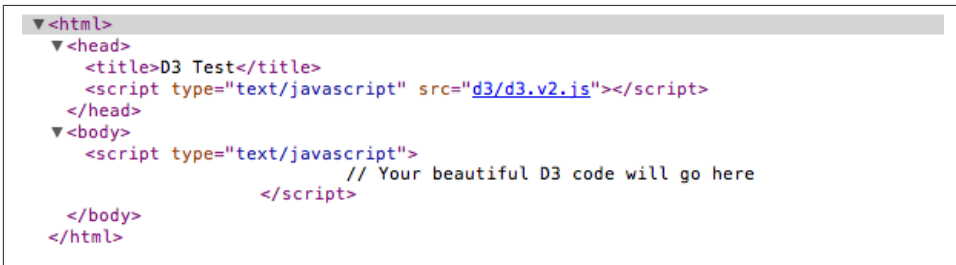 ▼<html>
▼<head>
<title>D3 Test</title>
<script type="text/javascript" src="d3/d3.v2.js"></script>
</head>
▼<body>
<script type="text/javascript">
// Your beautiful D3 code will go here
</script>
</body>
</html>